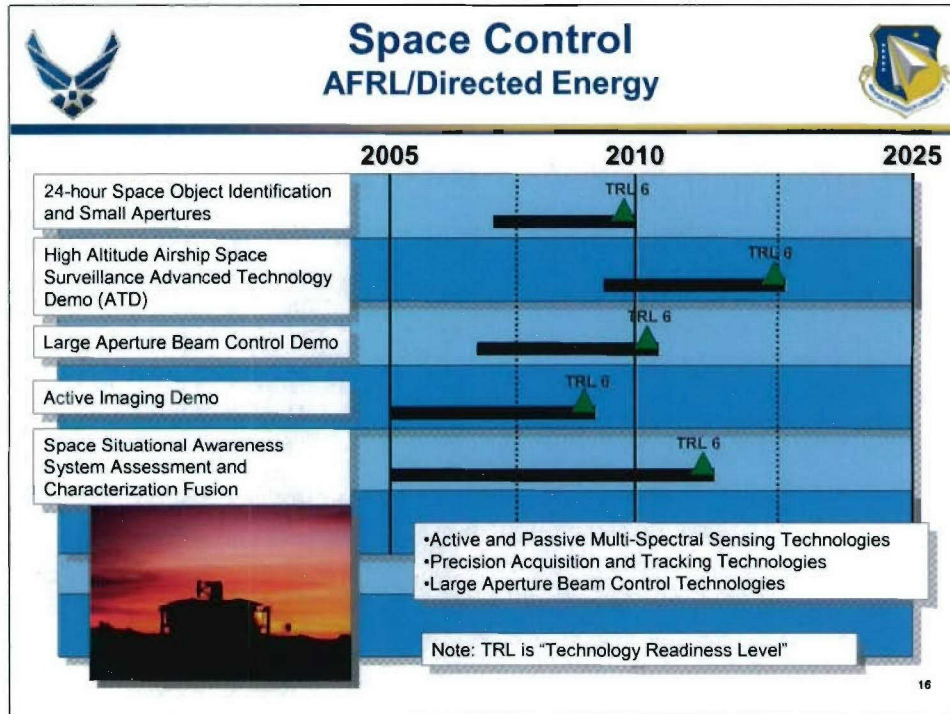 Space Control
AFRL/Directed Energy
2005
2010
2025
24-hour Space Object Identification
and Small Apertures
TRL 6
High Altitude Airship Space
Surveillance Advanced Technology
Demo (ATD)
TRL 6
Large Aperture Beam Control Demo
TRL 6
Active Imaging Demo
TRL 6
Space Situational Awareness
System Assessment and
Characterization Fusion
TRL 6
•Active and Passive Multi-Spectral Sensing Technologies
•Precision Acquisition and Tracking Technologies
•Large Aperture Beam Control Technologies
Note: TRL is “Technology Readiness Level”
16